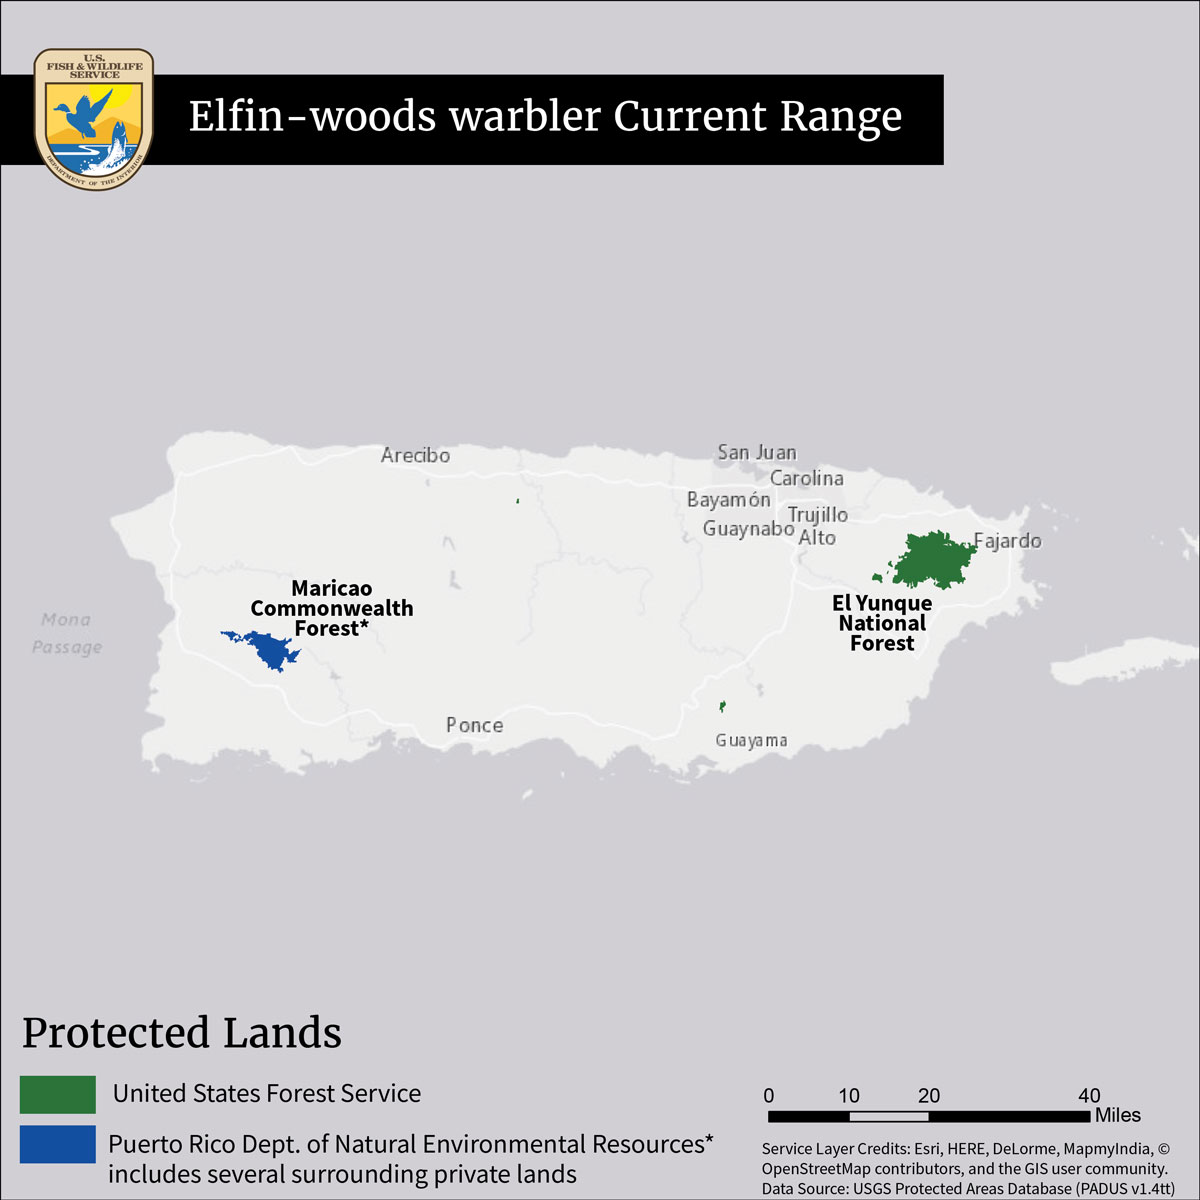 U.S.
FISH & WILDLIFE
SERVICE
DEPARTMENT OF THE INTERIOR
Elfin-woods warbler Current Range
Arecibo
San Juan
Carolina
Bayamón
Trujillo
Alto
Guaynabo
Fajardo
Maricao
Commonwealth
Forest*
El Yunque
National
Forest
Mona
Passage
Ponce
Guayama
Protected Lands
United States Forest Service
Puerto Rico Dept. of Natural Environmental Resources*
includes several surrounding private lands
0 10 20 40
Miles
Service Layer Credits: Esri, HERE, DeLorme, MapmyIndia, ©
OpenStreetMap contributors, and the GIS user community.
Data Source: USGS Protected Areas Database (PADUS v1.4tt)